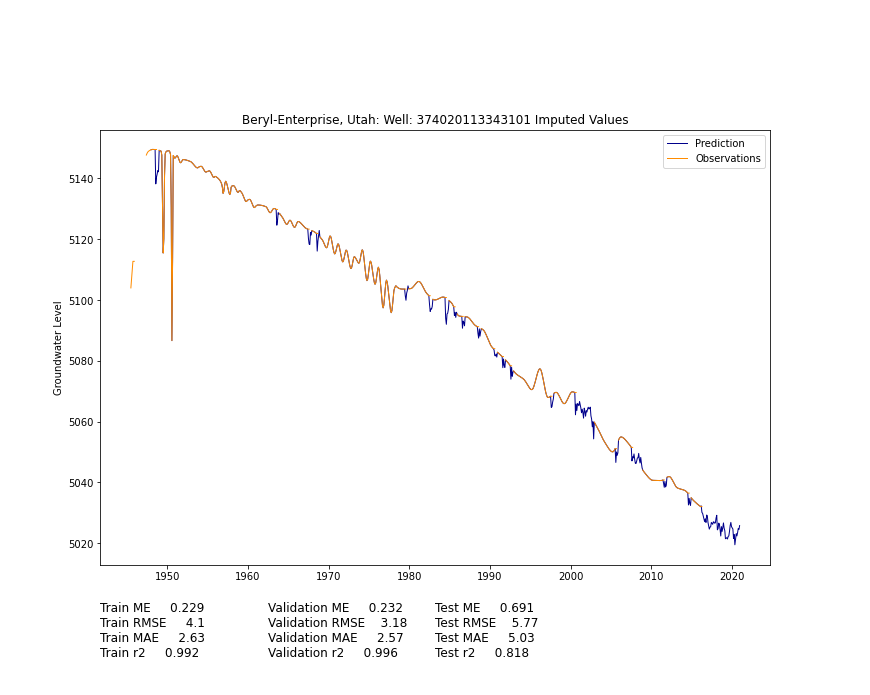 Beryl-Enterprise, Utah: Well: 374020113343101 Imputed Values
Prediction
Observations
Groundwater Level
5140
5120
5100
5080
5060
5040
5020
1950 1960 1970 1980 1990 2000 2010 2020
Train ME 0.229 Validation ME 0.232 Test ME 0.691
Train RMSE 4.1 Validation RMSE 3.18 Test RMSE 5.77
Train MAE 2.63 Validation MAE 2.57 Test MAE 5.03
Train r2 0.992 Validation r2 0.996 Test r2 0.818